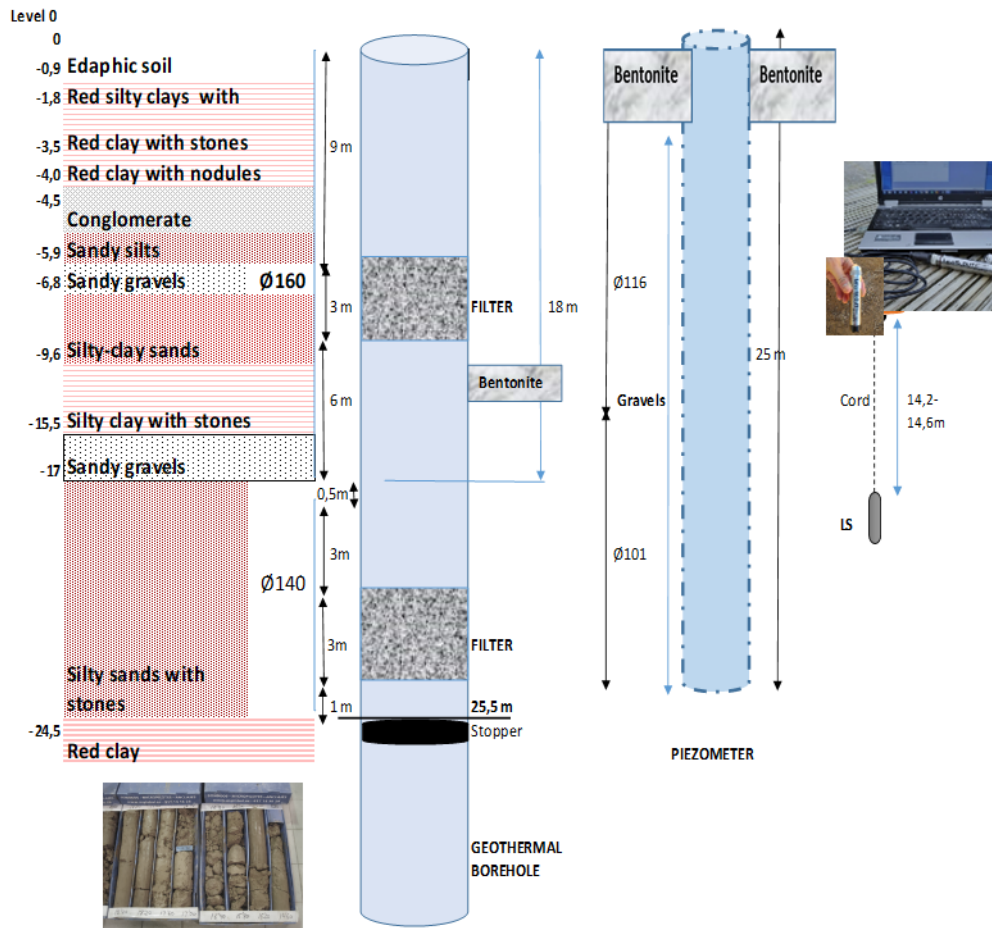 Level 0
0
-0,9
Edaphic soil
-1,8
Red silty clays with
-3,5
Red clay with stones
-4,0
Red clay with nodules
-4,5
Conglomerate
-5,9
Sandy silts
-6,8
Sandy gravels
Ø160
-9,6
Silty-clay sands
-15,5
Silty clay with stones
-17
Sandy gravels
Ø140
Silty sands with
stones
-24,5
Red clay
9 m
3 m
6 m
0,5m
3m
3m
1 m
FILTER
18 m
Bentonite
FILTER
25,5 m
Stopper
GEOTHERMAL
BOREHOLE
Bentonite
Bentonite
Ø116
Gravels
25 m
Ø101
PIEZOMETER
Cord
14,2-
14,6m
LS